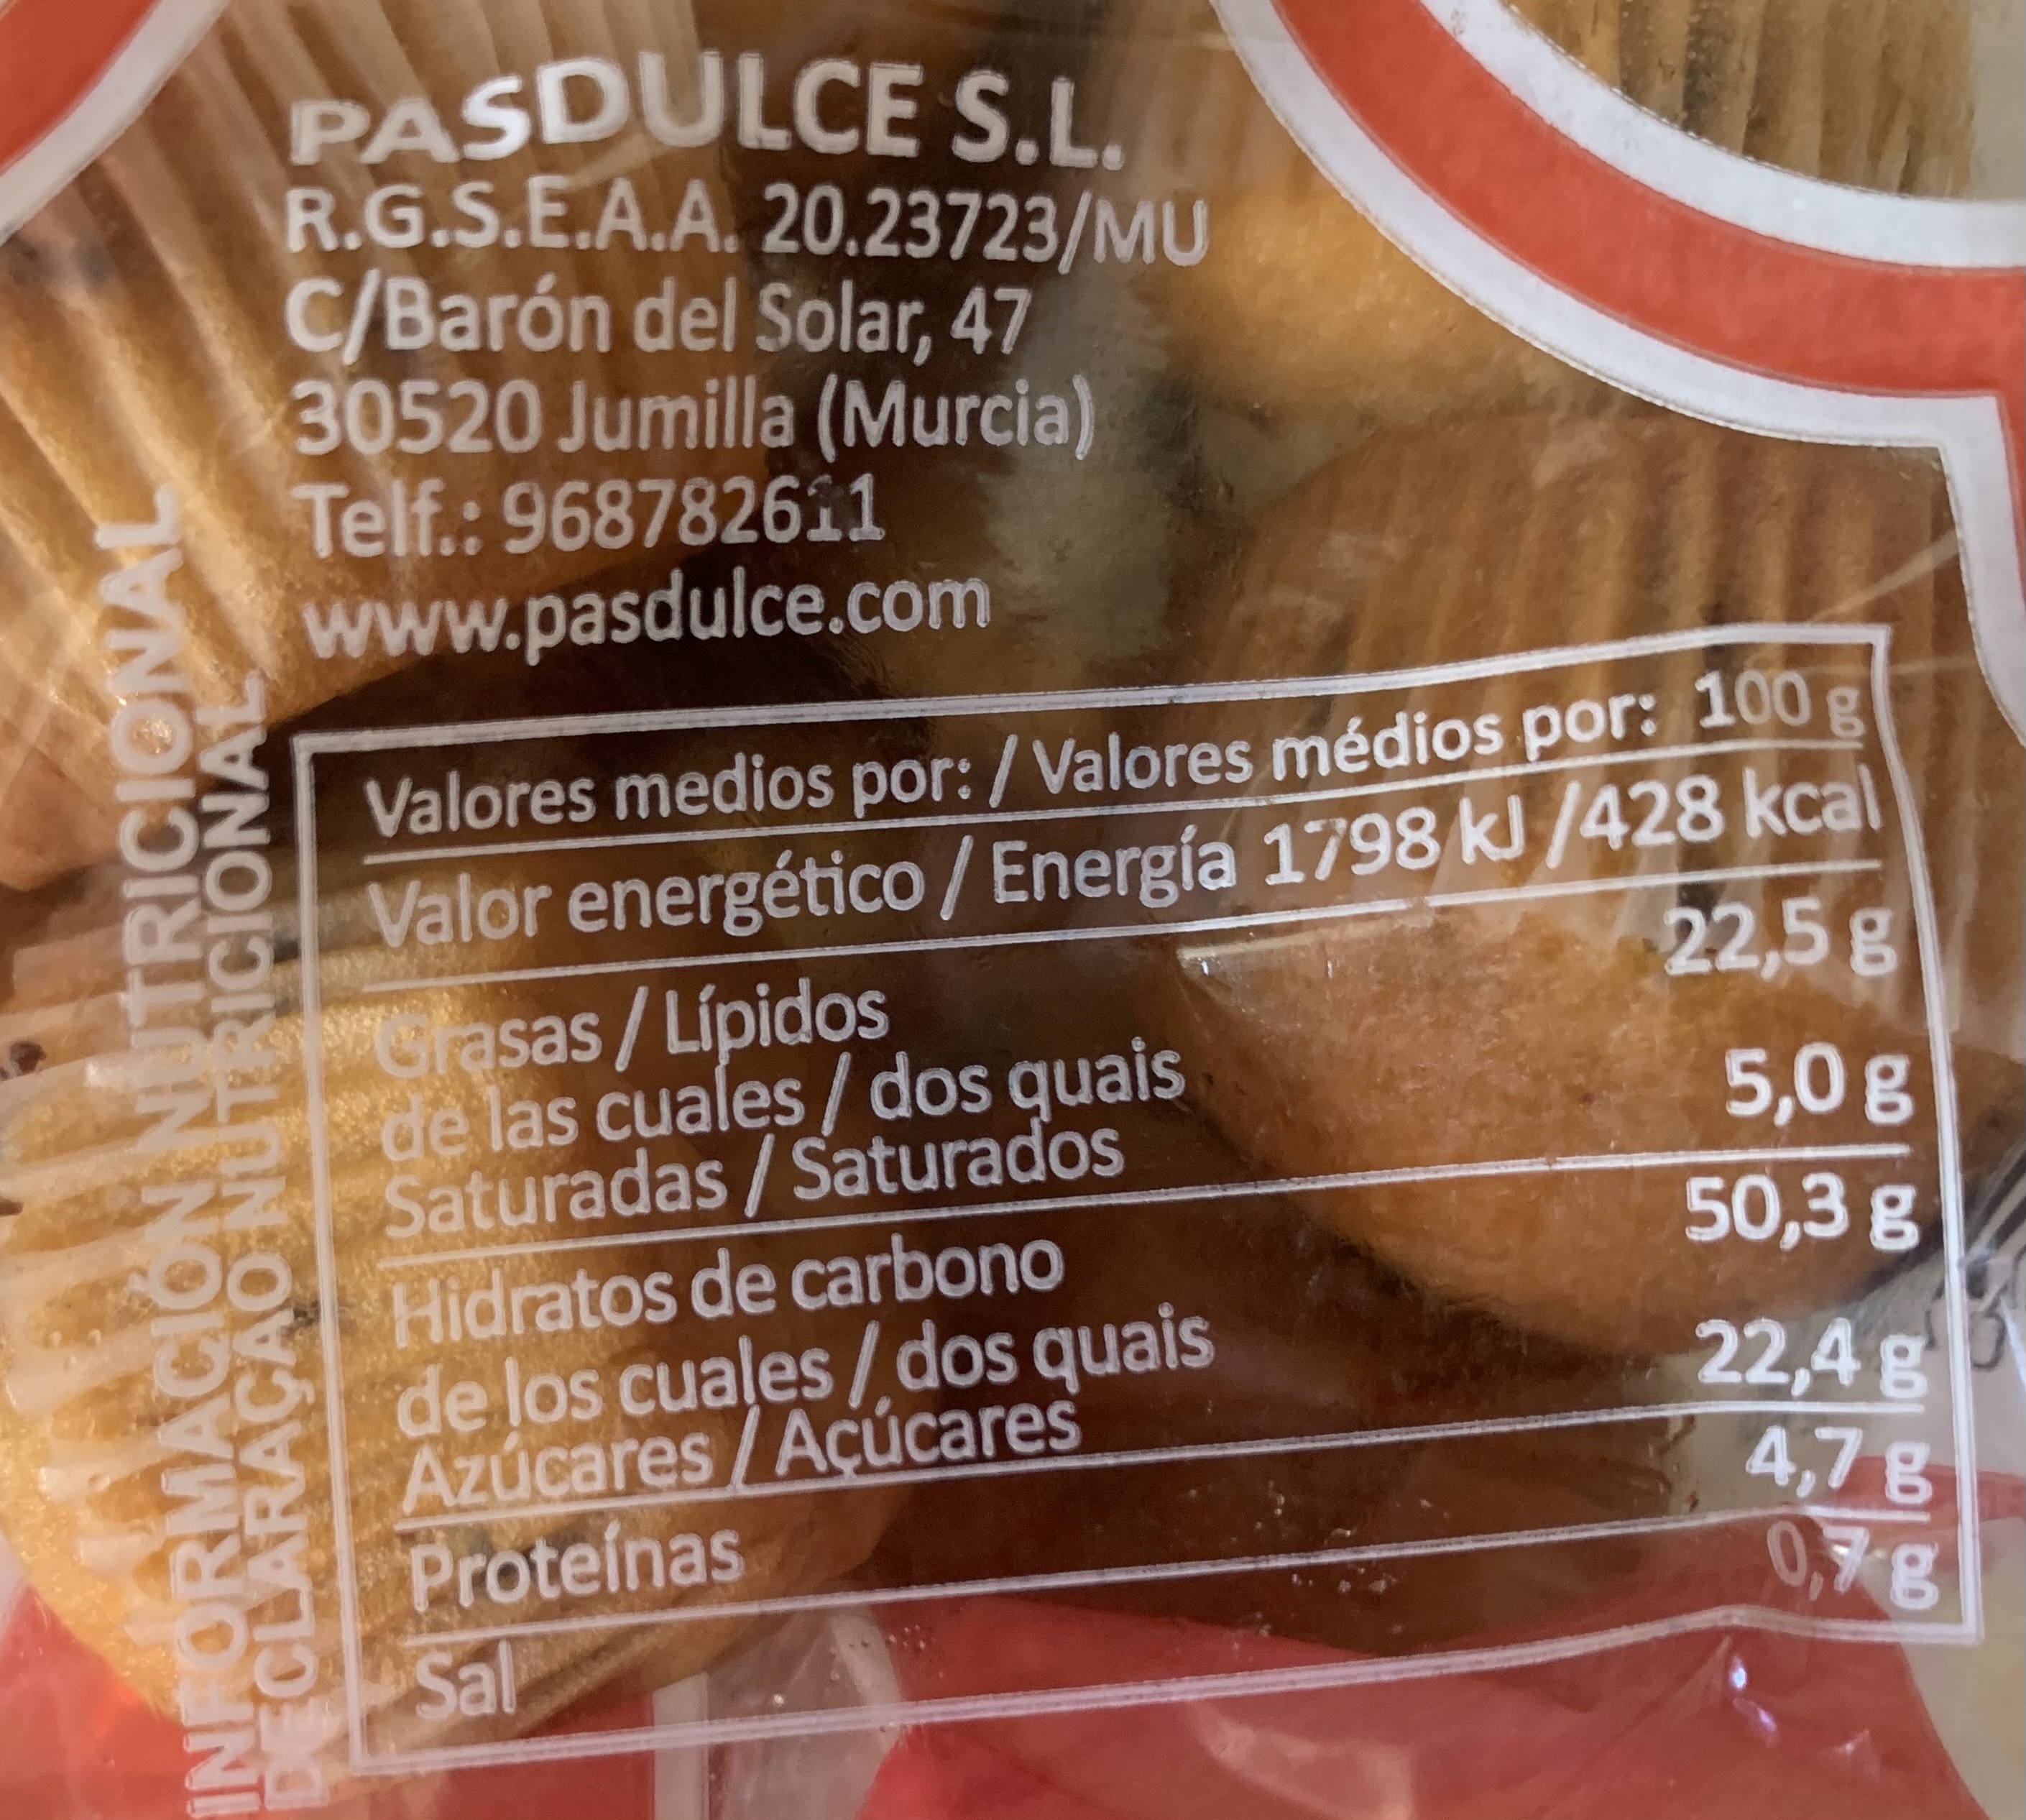 PASDULCE S.L.
R.G.S.E.A.A. 20.23723/MU
C/Barón del Solar, 47
30520 Jumilla (Murcia)
Telf.: 968782611
www.pasdulce.com
INFORMACIÓN NUTRICIONAL
DECLARAÇAO NUTRICIONAL
Valores medios por: / Valores médios por: 100 g
Valor energético / Energía 1798 kJ /428 kcal
Grasas / Lípidos 22,5 g
de las cuales / dos quais
Saturadas / Saturados 5,0 g
Hidratos de carbono 50,3 g
de los cuales / dos quais
Azúcares / Açúcares 22,4 g
Proteínas 4,7 g
Sal 0,7 g